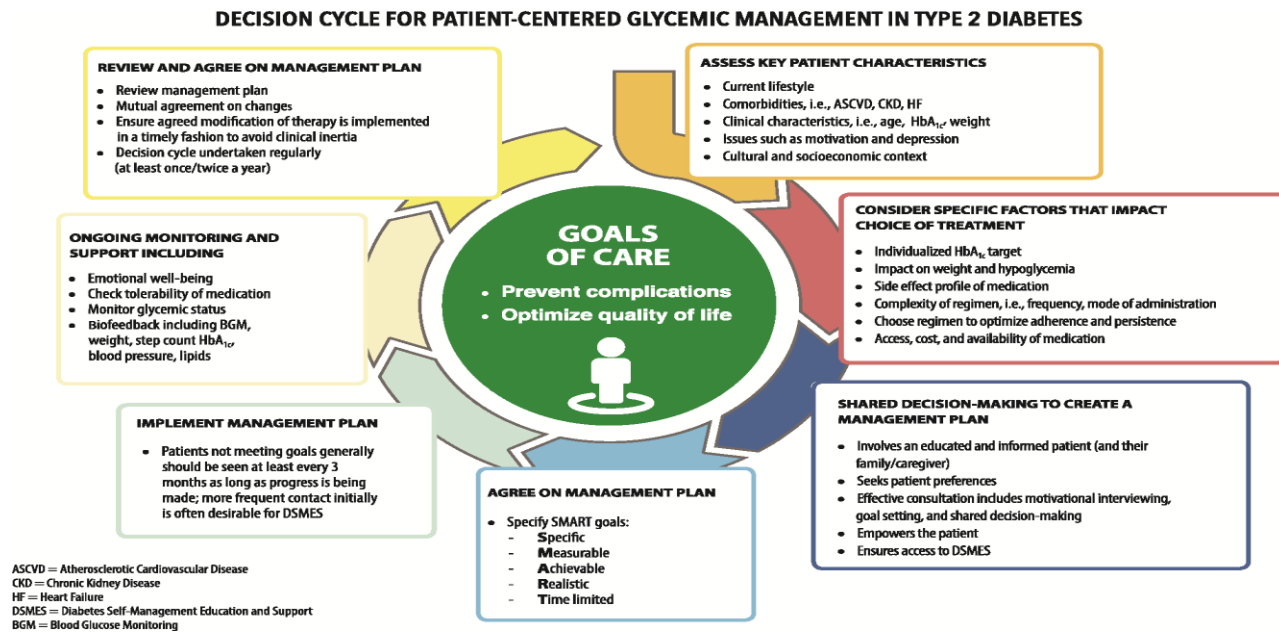 DECISION CYCLE FOR PATIENT-CENTERED GLYCEMIC MANAGEMENT IN TYPE 2 DIABETES
REVIEW AND AGREE ON MANAGEMENT PLAN
• Review management plan
• Mutual agreement on changes
• Ensure agreed modification of therapy is implemented
in a timely fashion to avoid clinical inertia
• Decision cycle undertaken regularly
(at least once/twice a year)
ASSESS KEY PATIENT CHARACTERISTICS
• Current lifestyle
• Comorbidities, i.e., ASCVD, CKD, HF
• Clinical characteristics, i.e., age, HbA1c, weight
• Issues such as motivation and depression
• Cultural and socioeconomic context
CONSIDER SPECIFIC FACTORS THAT IMPACT
CHOICE OF TREATMENT
• Individualized HbA1c target
• Impact on weight and hypoglycemia
• Side effect profile of medication
• Complexity of regimen, i.e., frequency, mode of administration
• Choose regimen to optimize adherence and persistence
• Access, cost, and availability of medication
SHARED DECISION-MAKING TO CREATE A
MANAGEMENT PLAN
• Involves an educated and informed patient (and their
family/caregiver)
• Seeks patient preferences
• Effective consultation includes motivational interviewing,
goal setting, and shared decision-making
• Empowers the patient
• Ensures access to DSMES
AGREE ON MANAGEMENT PLAN
• Specify SMART goals:
- Specific
- Measurable
- Achievable
- Realistic
- Time limited
IMPLEMENT MANAGEMENT PLAN
• Patients not meeting goals generally
should be seen at least every 3
months as long as progress is being
made; more frequent contact initially
is often desirable for DSMES
ONGOING MONITORING AND
SUPPORT INCLUDING
• Emotional well-being
• Check tolerability of medication
• Monitor glycemic status
• Biofeedback including BGM,
weight, step count HbA1c,
blood pressure, lipids
GOALS
OF CARE
• Prevent complications
• Optimize quality of life
ASCVD = Atherosclerotic Cardiovascular Disease
CKD = Chronic Kidney Disease
HF = Heart Failure
DSMES = Diabetes Self-Management Education and Support
BGM = Blood Glucose Monitoring